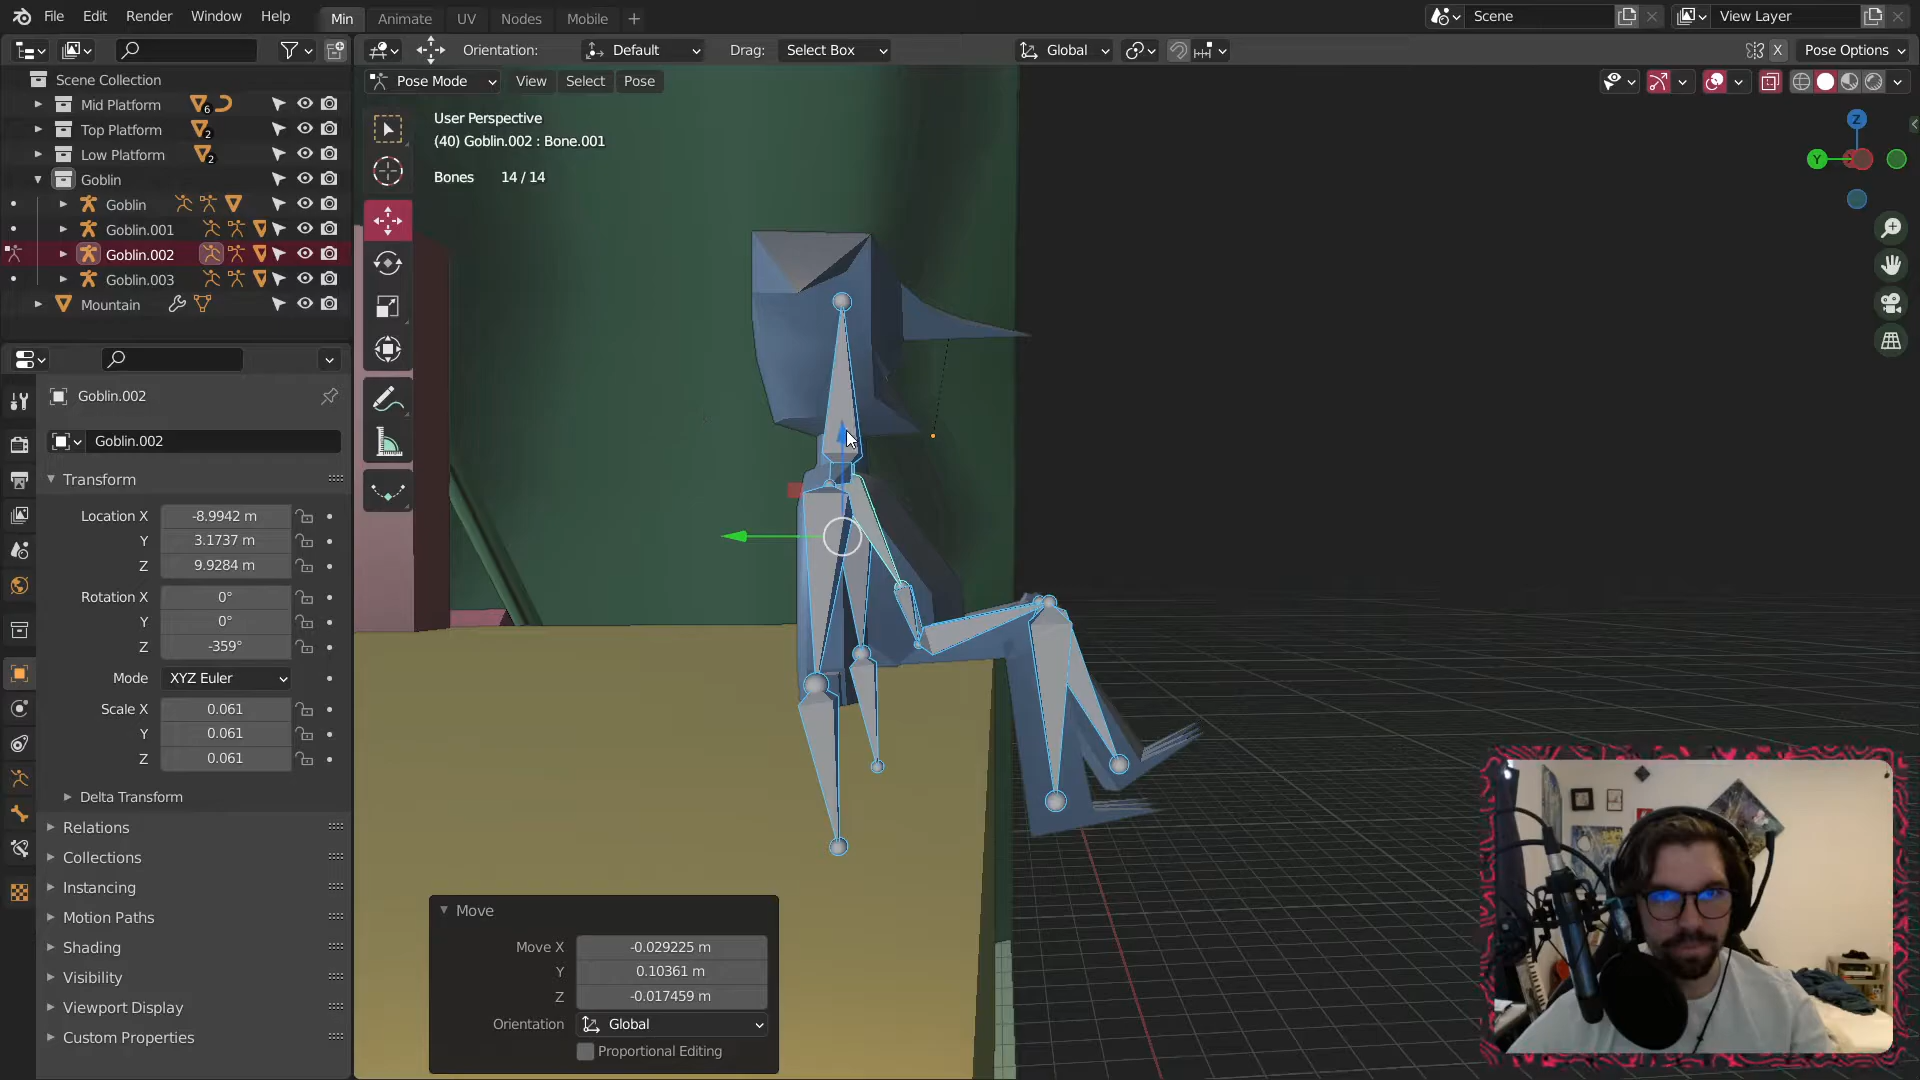 File Edit Render Window Help Min Animate UV Nodes Mobile + Scene View Layer
Orientation: Default Drag: Select Box Global X Pose Options
Scene Collection
Mid Platform 6
Top Platform 2
Low Platform 2
Goblin
Goblin
Goblin.001
Goblin.002
Goblin.003
Mountain
Goblin.002
Goblin.002
Transform
Location X -8.9942 m
Y 3.1737 m
Z 9.9284 m
Rotation X 0°
Y 0°
Z -359°
Mode XYZ Euler
Scale X 0.061
Y 0.061
Z 0.061
Delta Transform
Relations
Collections
Instancing
Motion Paths
Shading
Visibility
Viewport Display
Custom Properties
Pose Mode View Select Pose
User Perspective
(40) Goblin.002 : Bone.001
Bones 14 / 14
Z
Y
Move
Move X -0.029225 m
Y 0.10361 m
Z -0.017459 m
Orientation Global
Proportional Editing